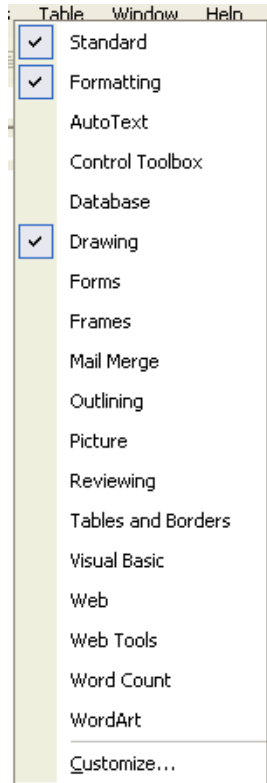 Table Window Help
Standard
Formatting
AutoText
Control Toolbox
Database
Drawing
Forms
Frames
Mail Merge
Outlining
Picture
Reviewing
Tables and Borders
Visual Basic
Web
Web Tools
Word Count
WordArt
Customize...